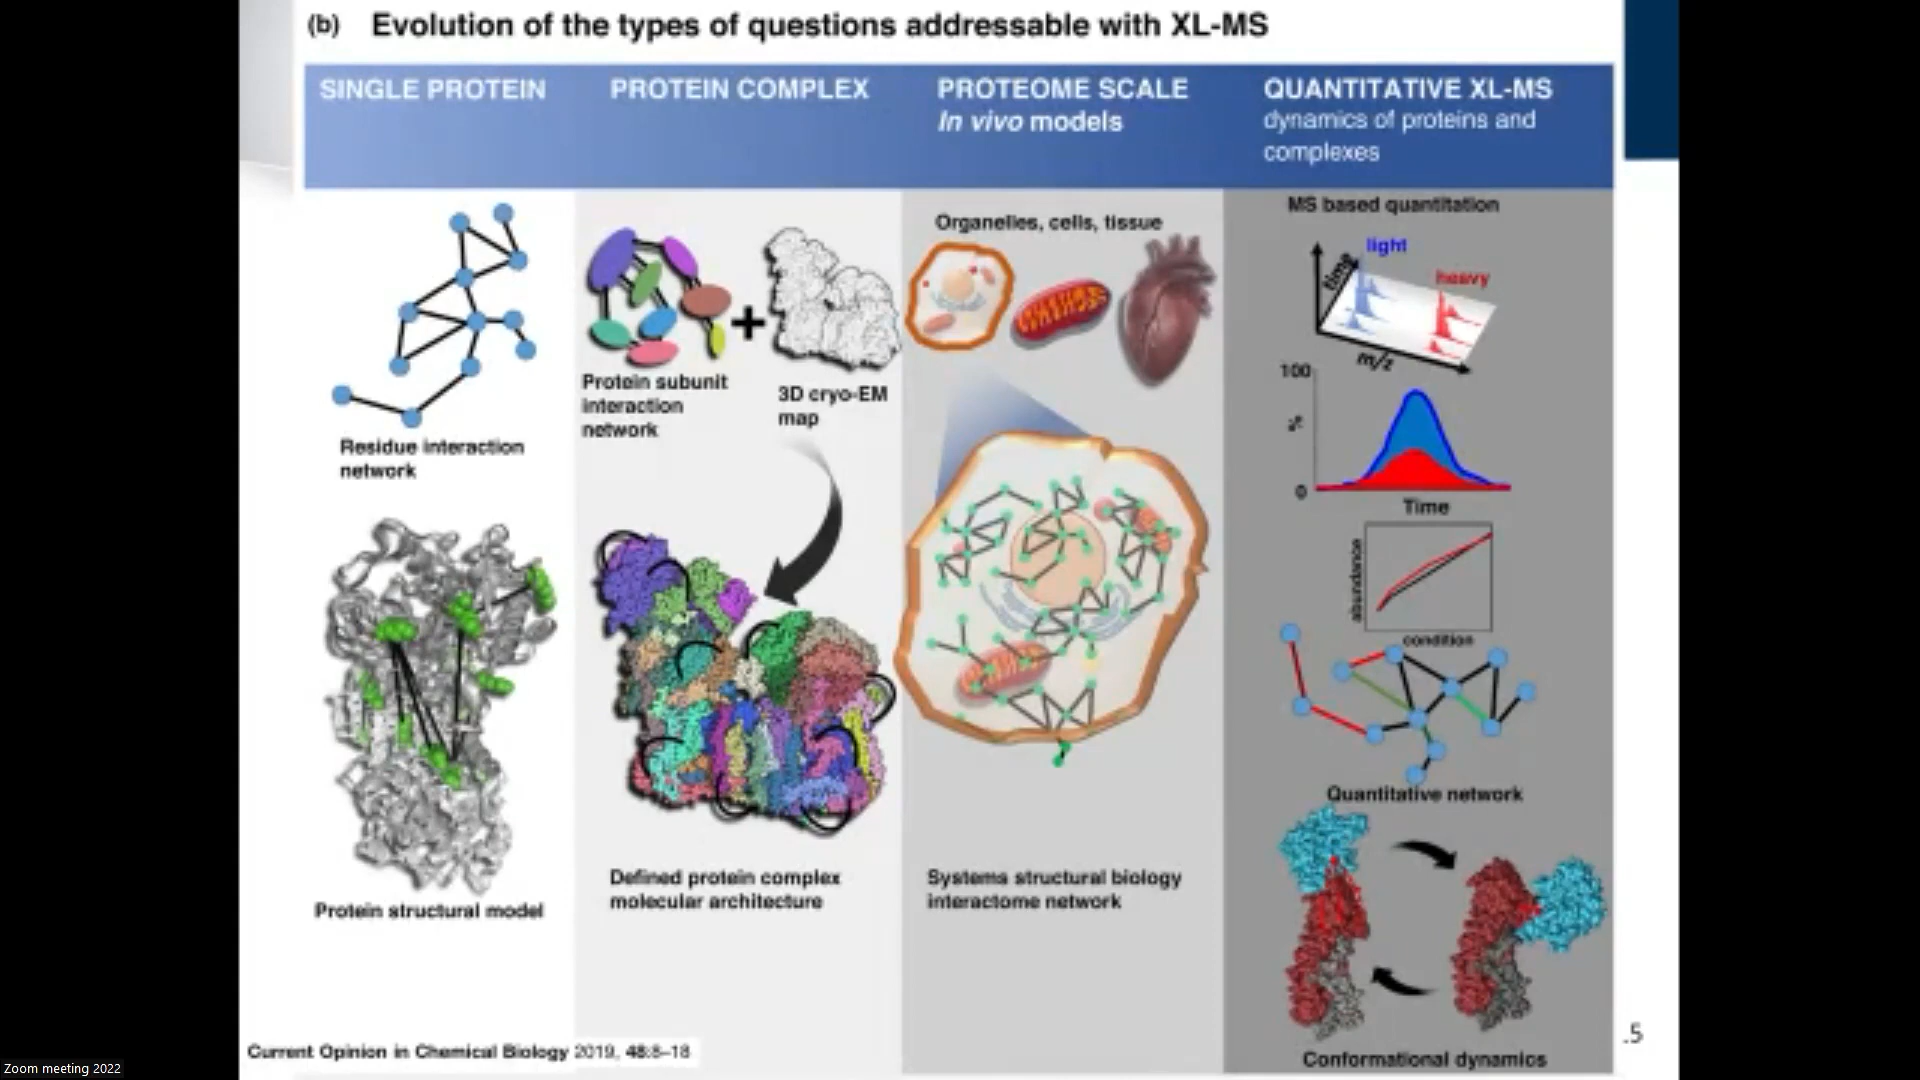 (b) Evolution of the types of questions addressable with XL-MS
SINGLE PROTEIN
PROTEIN COMPLEX
PROTEOME SCALE
In vivo models
QUANTITATIVE XL-MS
dynamics of proteins and
complexes
Residue interaction
network
Protein structural model
Protein subunit
interaction
network
+
3D cryo-EM
map
Defined protein complex
molecular architecture
Organelles, cells, tissue
Systems structural biology
interactome network
MS based quantitation
light
heavy
time
m/z
100
%
0
Time
abundance
condition
Quantitative network
Conformational dynamics
Current Opinion in Chemical Biology 2019, 48:8–18
.5
Zoom meeting 2022